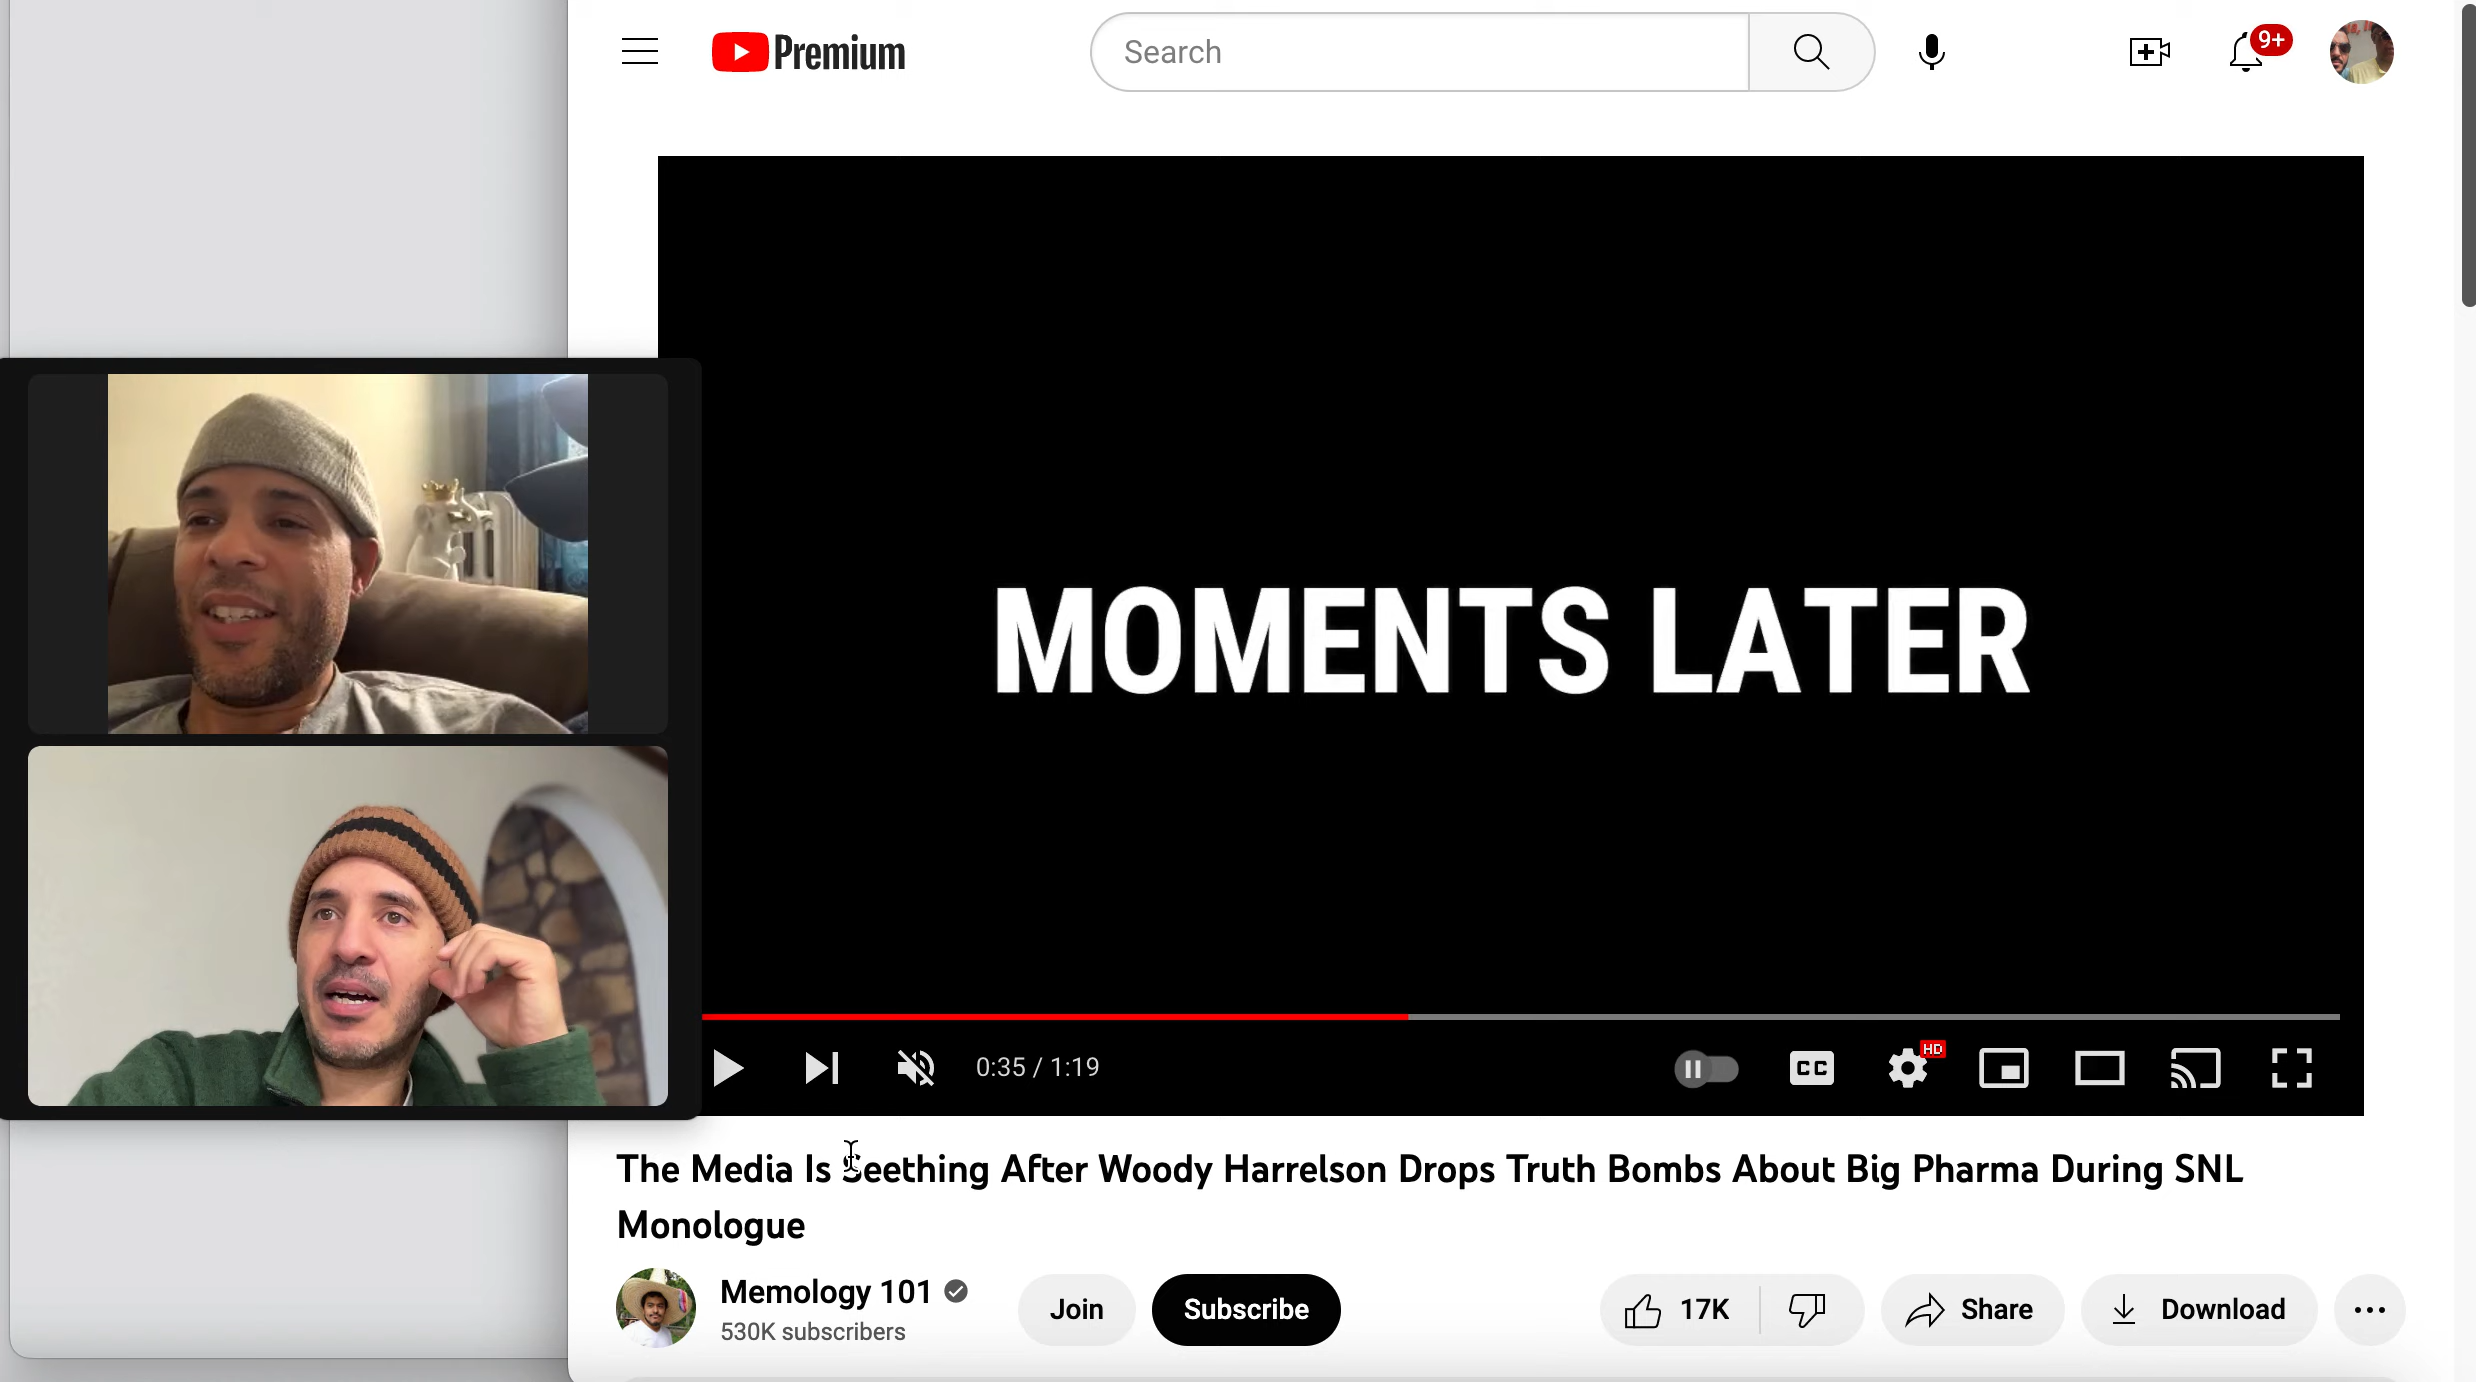 Premium
Search
9+
MOMENTS LATER
0:35 / 1:19
CC
HD
The Media Is Seething After Woody Harrelson Drops Truth Bombs About Big Pharma During SNL
Monologue
Memology 101
530K subscribers
Join
Subscribe
17K
Share
Download